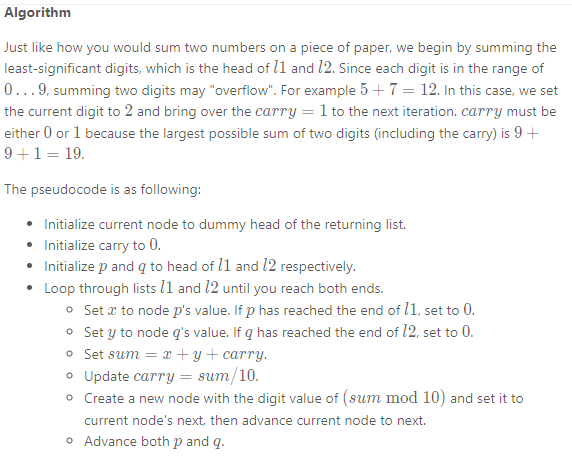 Algorithm
Just like how you would sum two numbers on a piece of paper, we begin by summing the
least-significant digits, which is the head of l1 and l2. Since each digit is in the range of
0...9, summing two digits may "overflow". For example 5 + 7 = 12. In this case, we set
the current digit to 2 and bring over the carry = 1 to the next iteration. carry must be
either 0 or 1 because the largest possible sum of two digits (including the carry) is 9 +
9 + 1 = 19.
The pseudocode is as following:
• Initialize current node to dummy head of the returning list.
• Initialize carry to 0.
• Initialize p and q to head of l1 and l2 respectively.
• Loop through lists l1 and l2 until you reach both ends.
◦ Set x to node p's value. If p has reached the end of l1, set to 0.
◦ Set y to node q's value. If q has reached the end of l2, set to 0.
◦ Set sum = x + y + carry.
◦ Update carry = sum/10.
◦ Create a new node with the digit value of (sum mod 10) and set it to
current node's next, then advance current node to next.
◦ Advance both p and q.